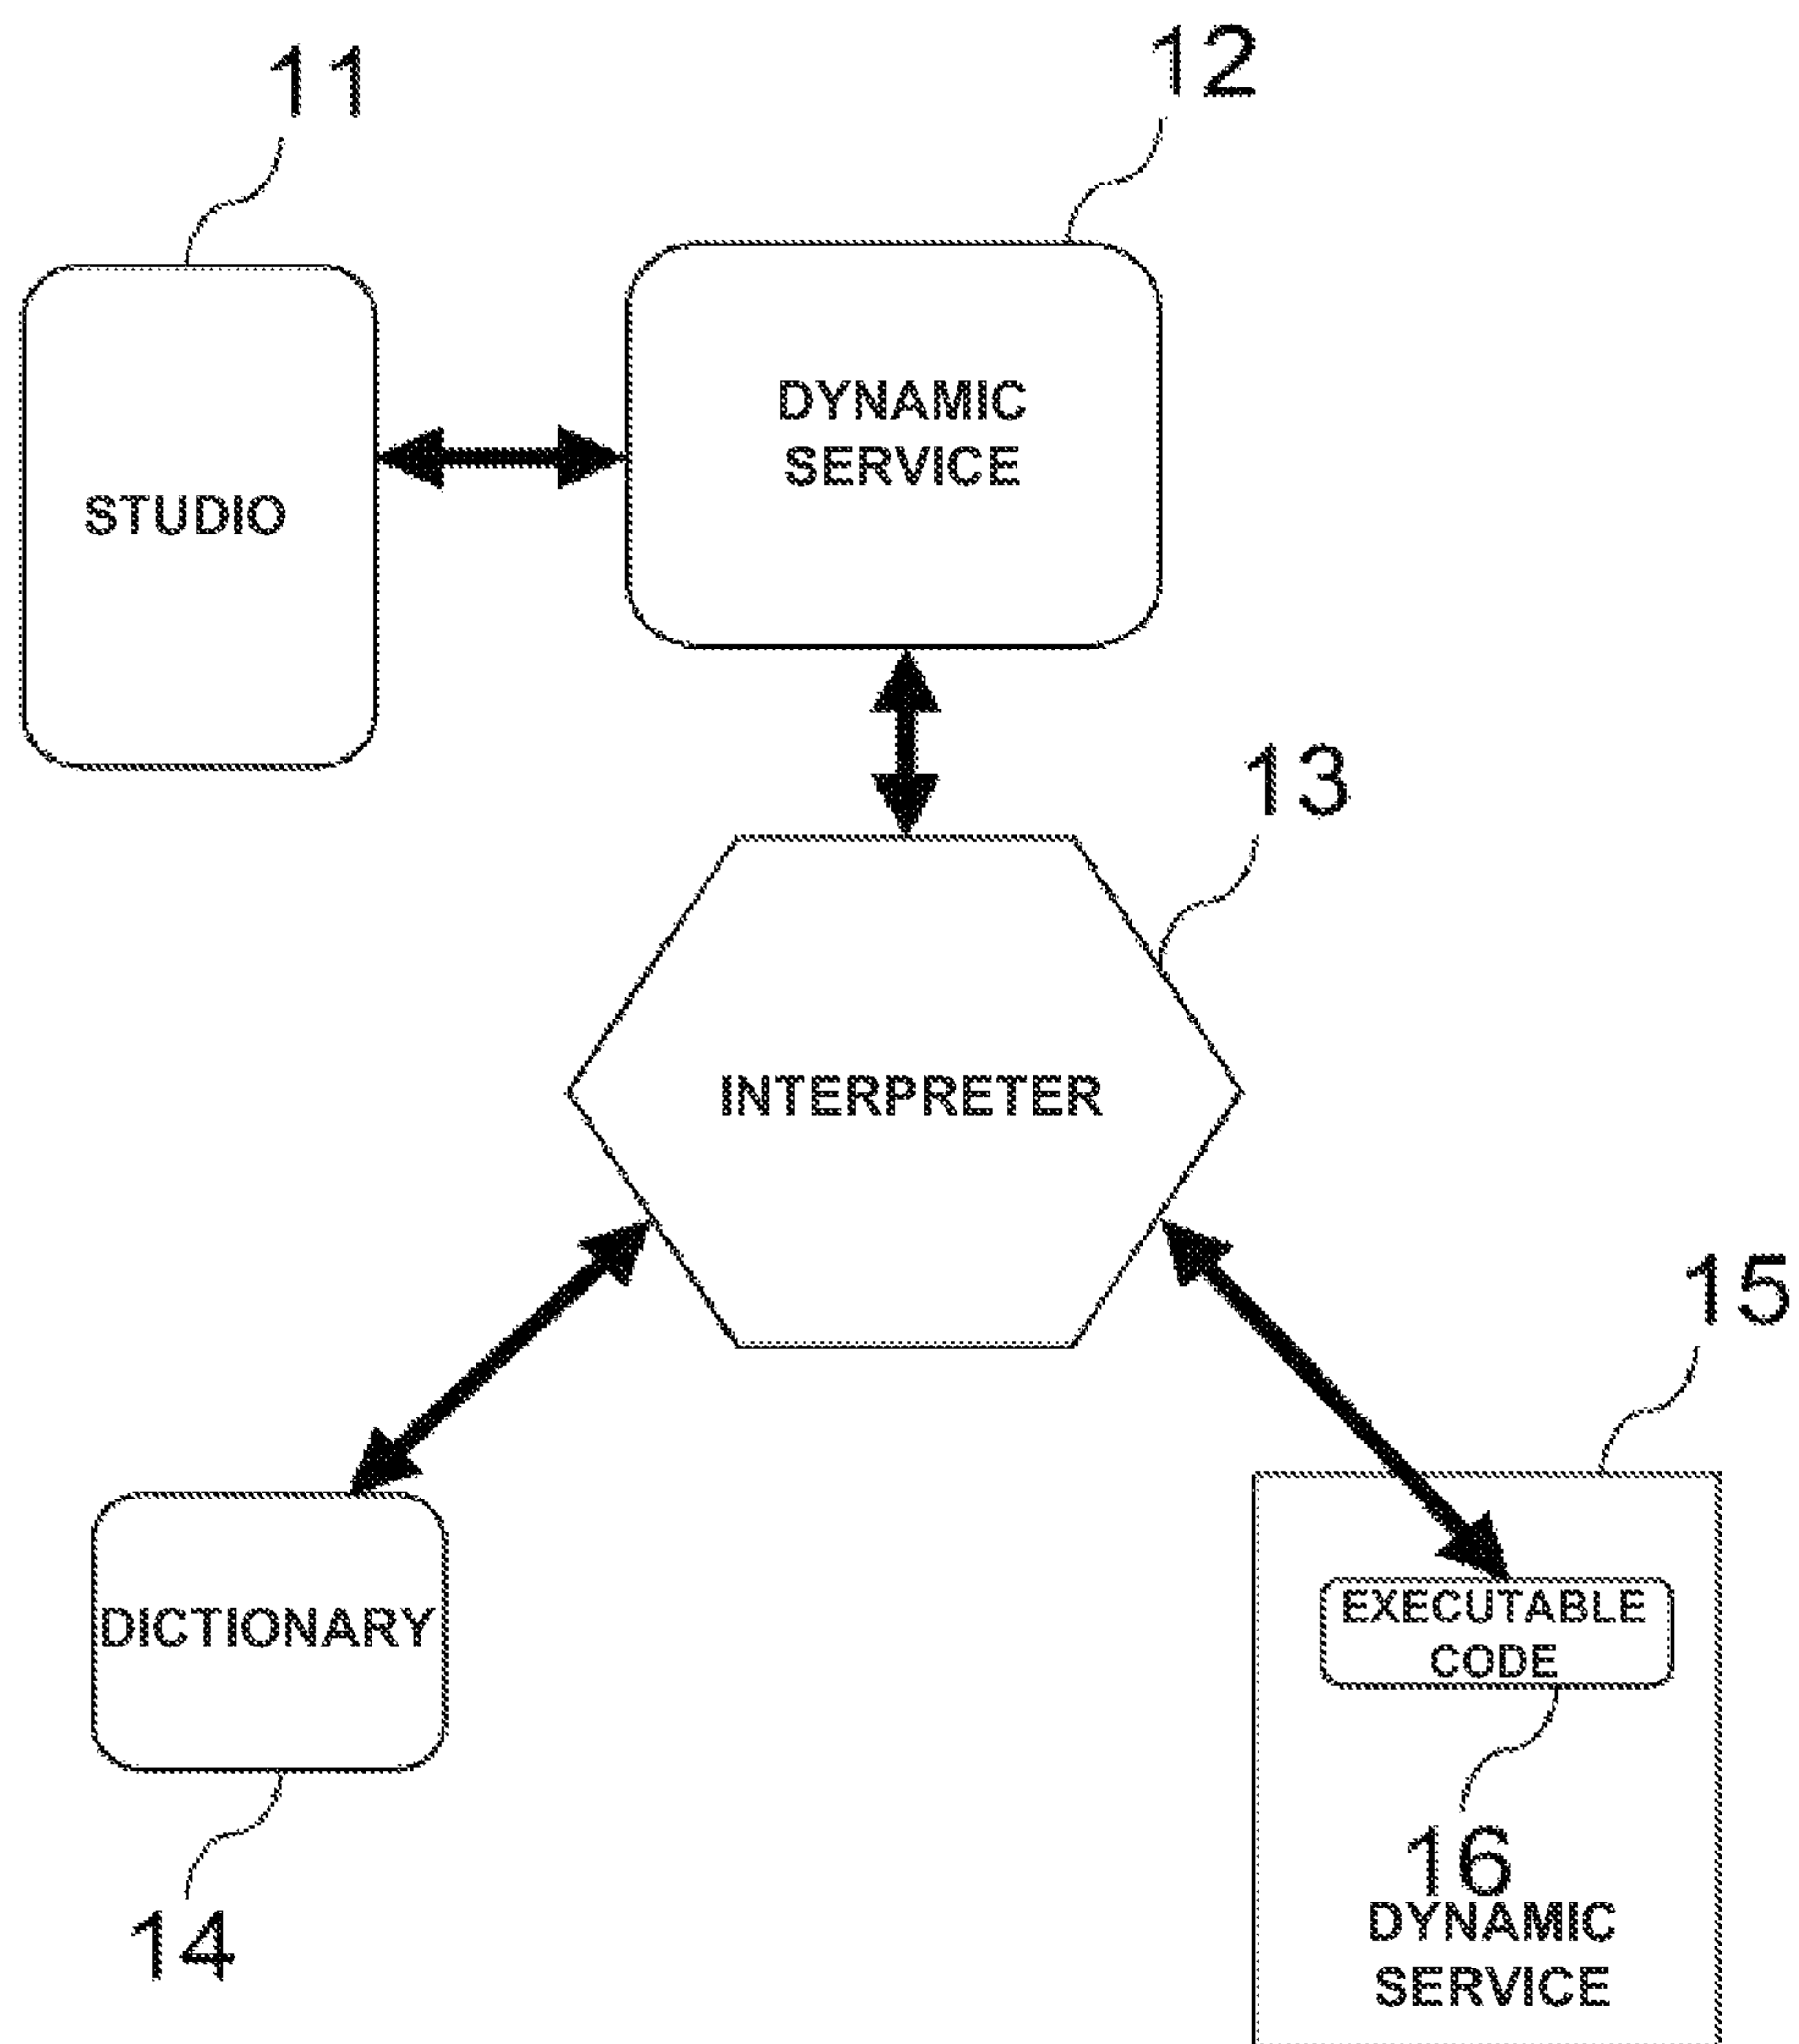 11
12
STUDIO
DYNAMIC
SERVICE
13
INTERPRETER
15
DICTIONARY
14
EXECUTABLE
CODE
16
DYNAMIC
SERVICE